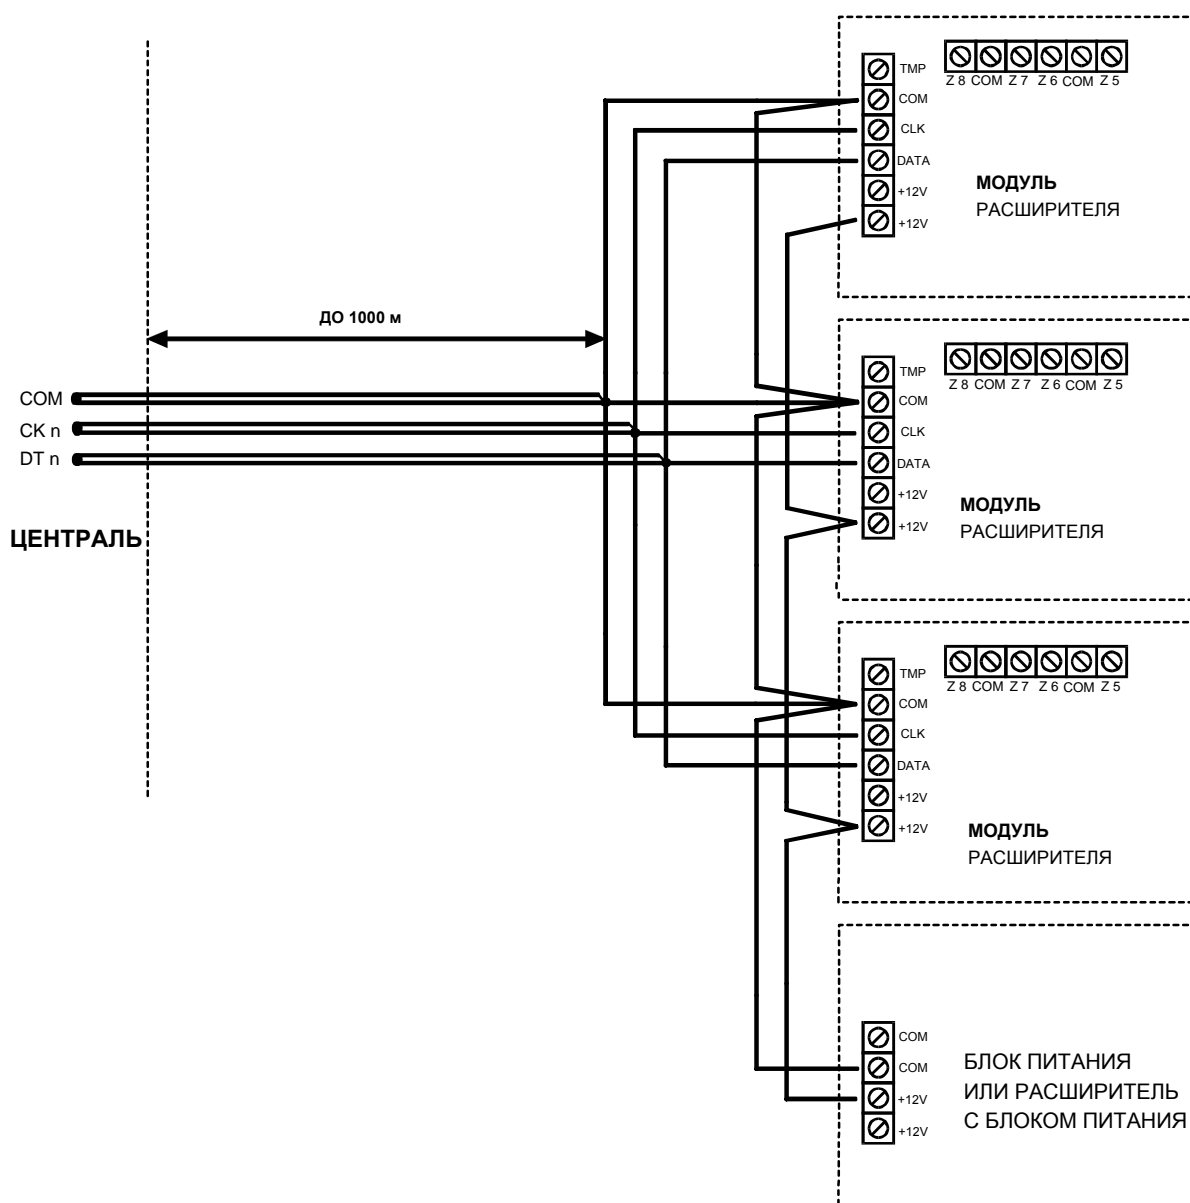 TMP
COM
CLK
DATA
+12V
+12V
Z 8 COM Z 7 Z 6 COM Z 5
МОДУЛЬ
РАСШИРИТЕЛЯ
ДО 1000 м
COM
CK n
DT n
ЦЕНТРАЛЬ
TMP
COM
CLK
DATA
+12V
+12V
Z 8 COM Z 7 Z 6 COM Z 5
МОДУЛЬ
РАСШИРИТЕЛЯ
TMP
COM
CLK
DATA
+12V
+12V
Z 8 COM Z 7 Z 6 COM Z 5
МОДУЛЬ
РАСШИРИТЕЛЯ
COM
COM
+12V
+12V
БЛОК ПИТАНИЯ
ИЛИ РАСШИРИТЕЛЬ
С БЛОКОМ ПИТАНИЯ